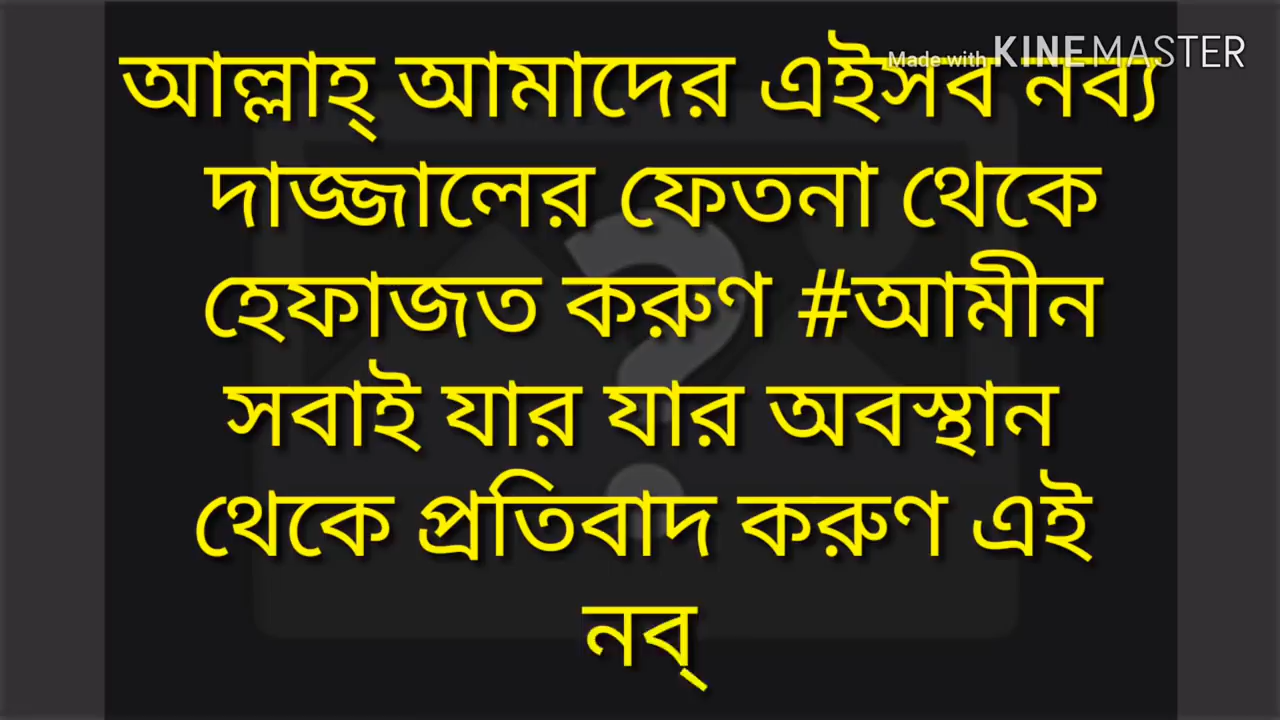 Made with KINEMASTER
আল্লাহ্ আমাদের এইসব নব্য
দাজ্জালের ফেতনা থেকে
হেফাজত করুণ #আমীন
সবাই যার যার অবস্থান
থেকে প্রতিবাদ করুণ এই
নব্